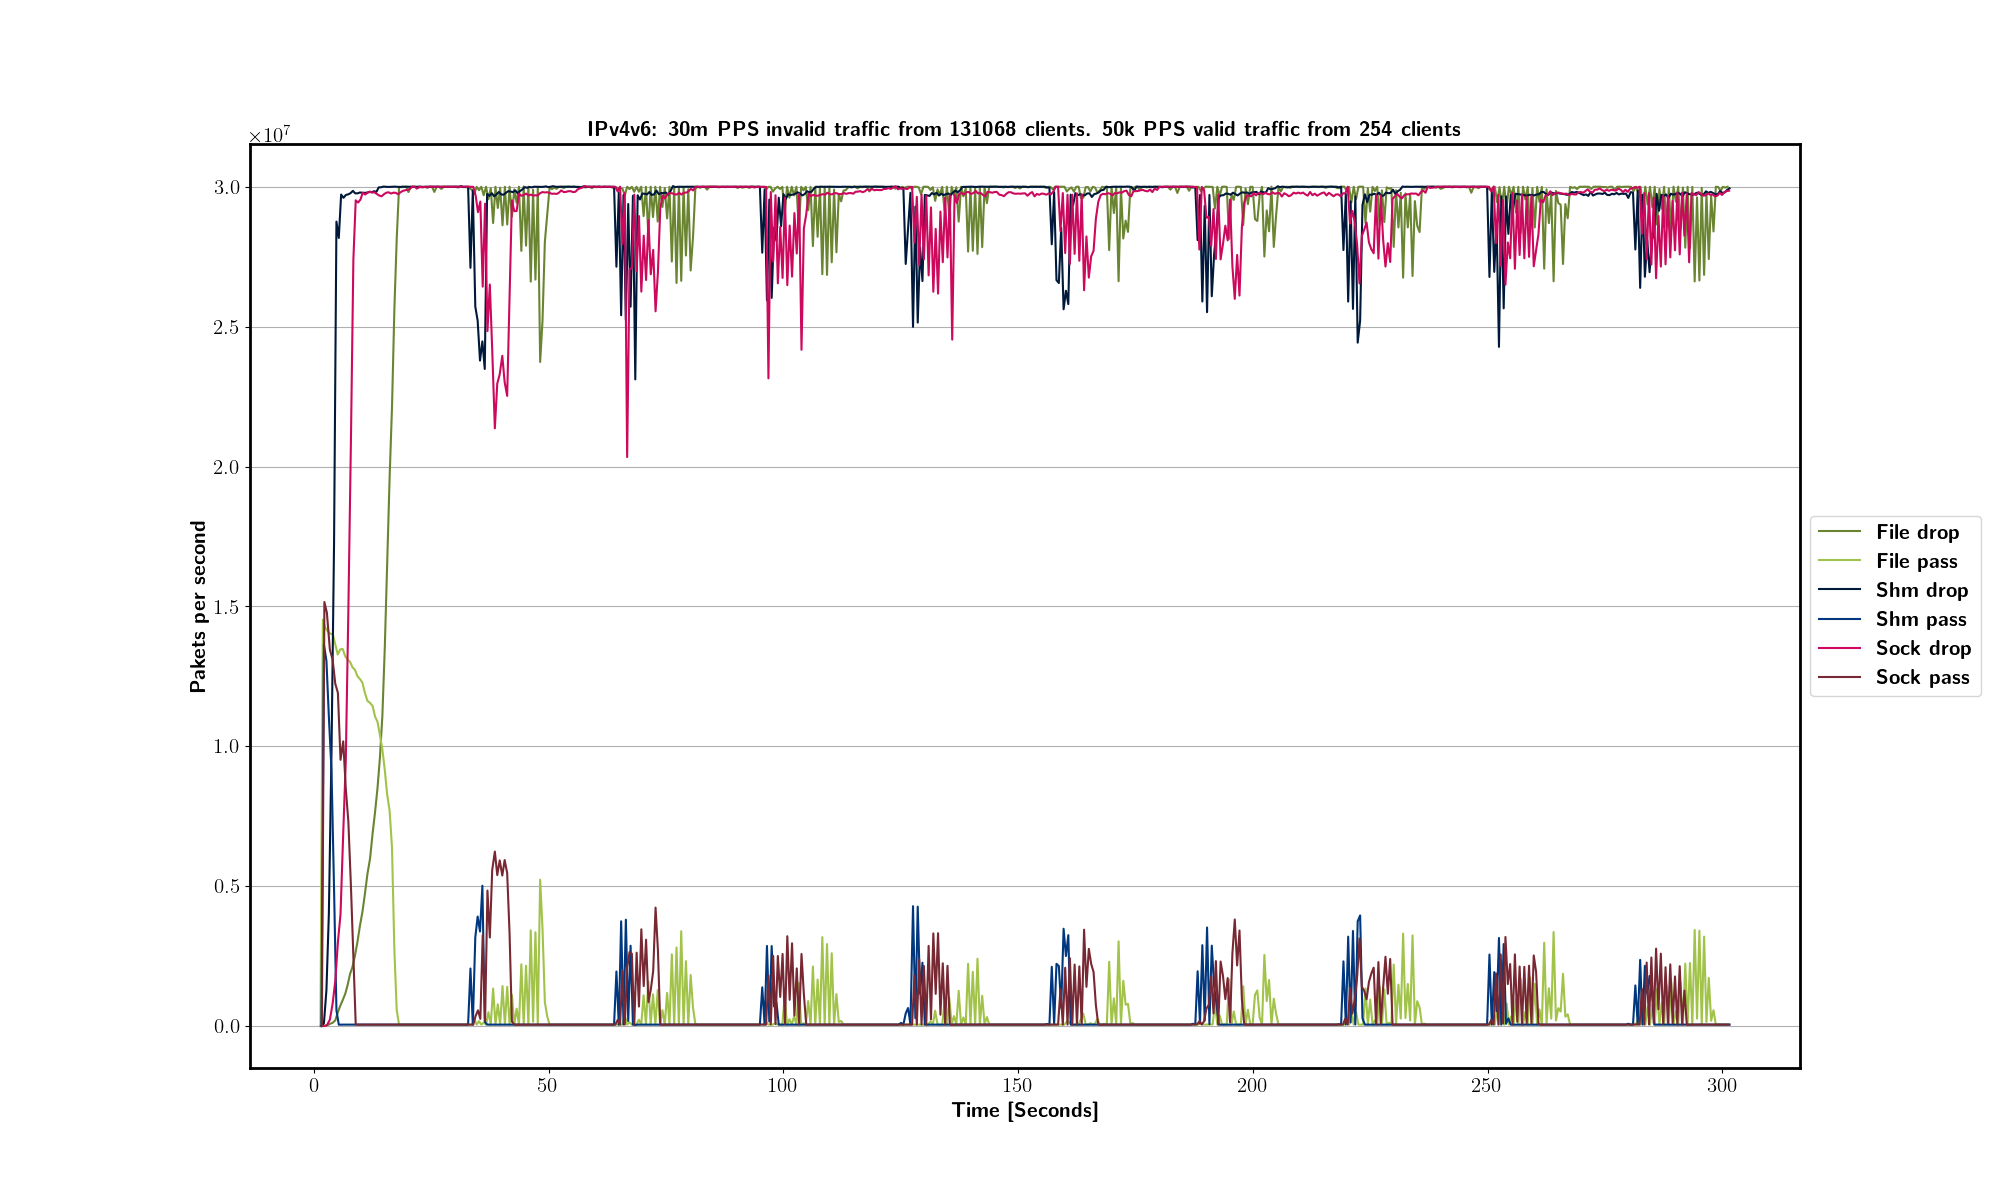 IPv4v6: 30m PPS invalid traffic from 131068 clients. 50k PPS valid traffic from 254 clients
×10⁷
3.0
2.5
2.0
1.5
1.0
0.5
0.0
Pakets per second
0 50 100 150 200 250 300
Time [Seconds]
File drop
File pass
Shm drop
Shm pass
Sock drop
Sock pass